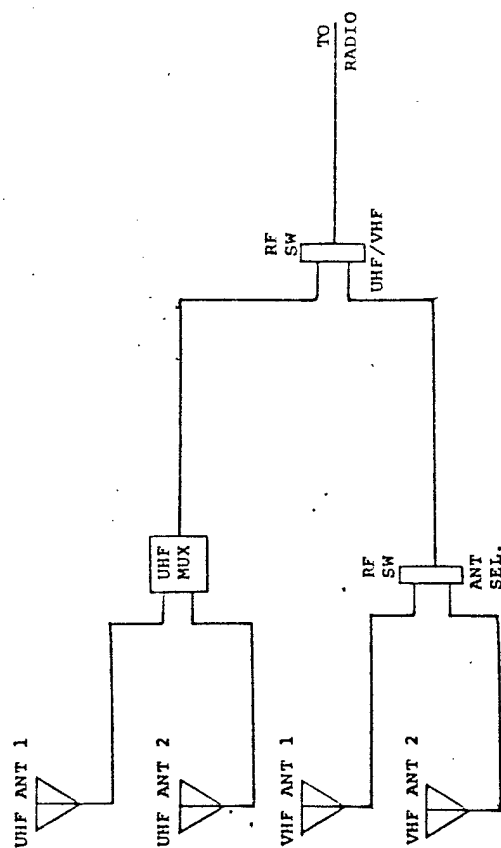 UHF ANT 1
UHF ANT 2
VHF ANT 1
VHF ANT 2
UHF
MUX
RF
SW
ANT
SEL.
RF
SW
UHF/VHF
TO
RADIO